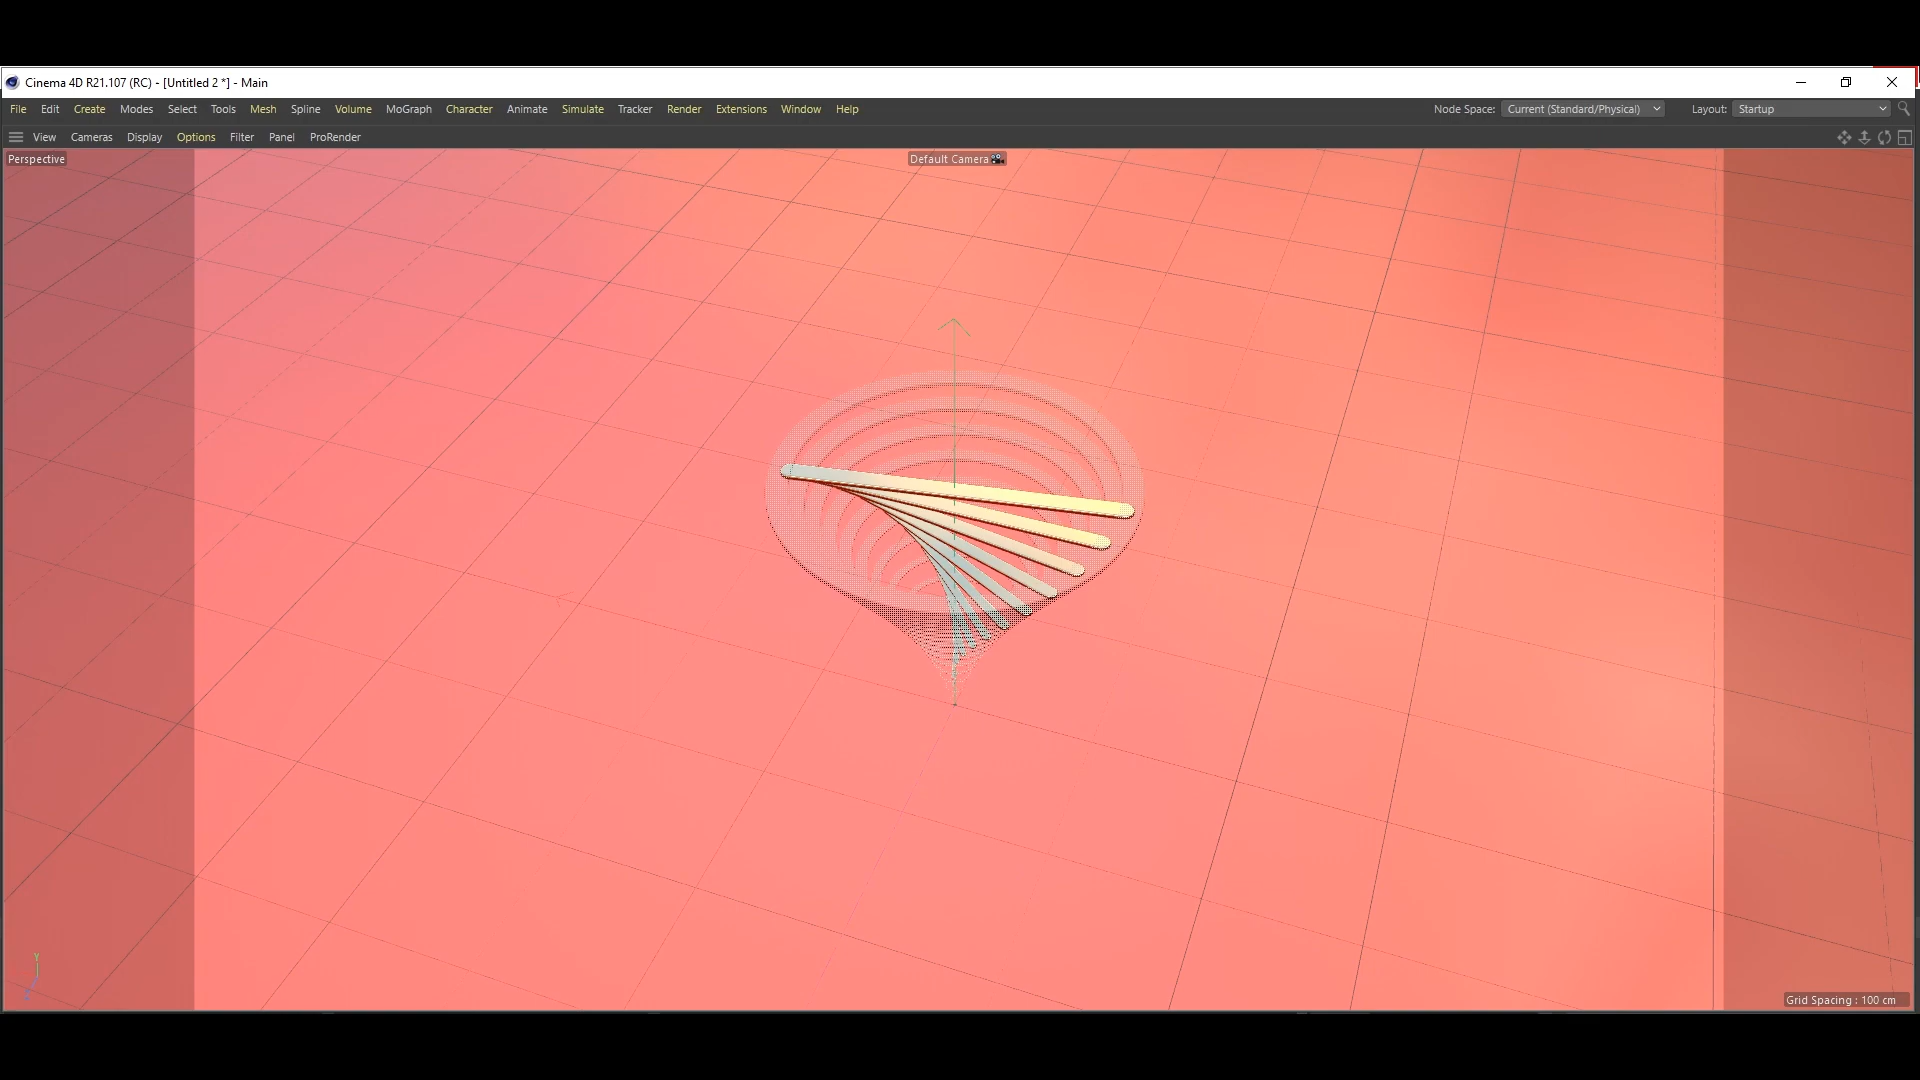 Cinema 4D R21.107 (RC) - [Untitled 2 *] - Main
File Edit Create Modes Select Tools Mesh Spline Volume MoGraph Character Animate Simulate Tracker Render Extensions Window Help Node Space: Current (Standard/Physical) Layout: Startup
View Cameras Display Options Filter Panel ProRender
Perspective Default Camera
Y
Grid Spacing : 100 cm